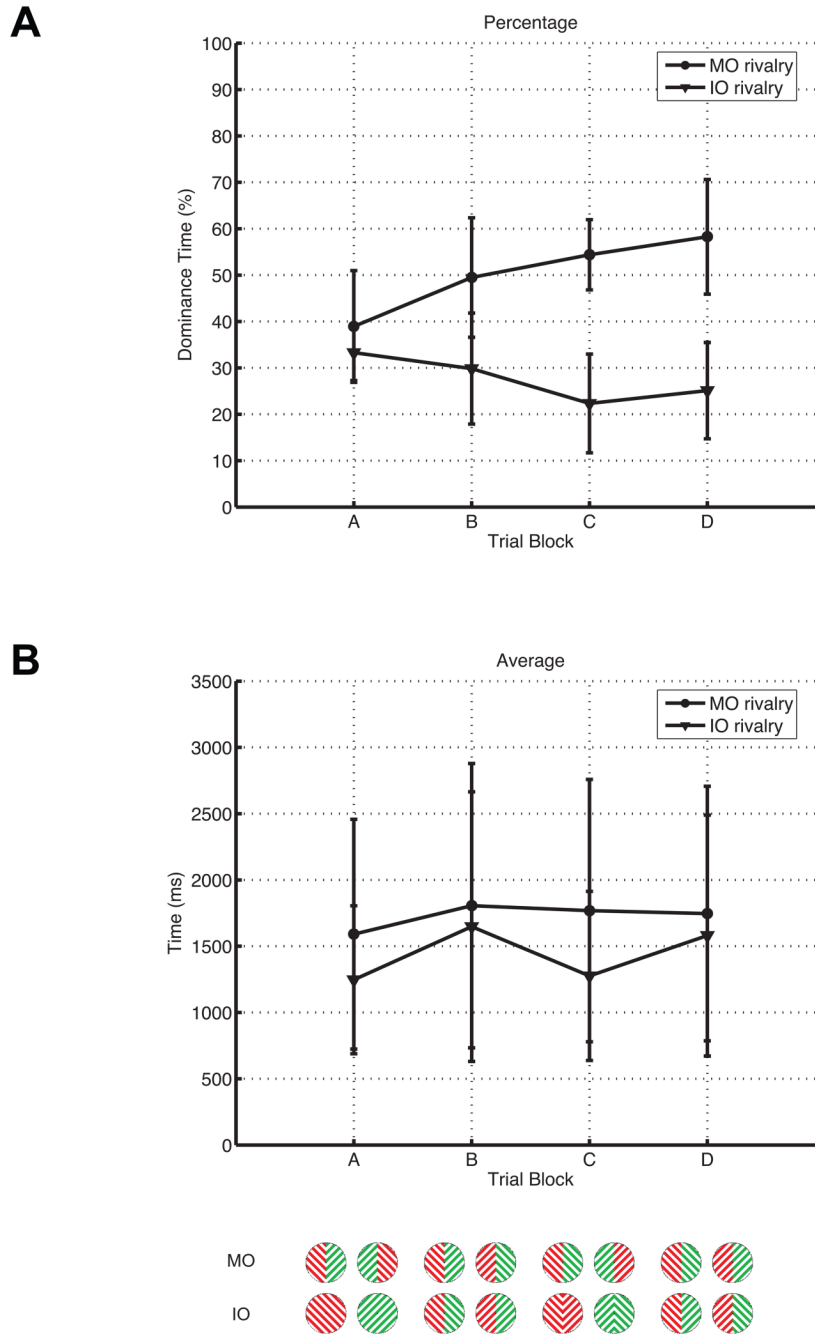 A
Percentage
100
90
80
70
60
50
40
30
20
10
0
Dominance Time (%)
MO rivalry
IO rivalry
A B C D
Trial Block
B
Average
3500
3000
2500
2000
1500
1000
500
0
Time (ms)
MO rivalry
IO rivalry
A B C D
Trial Block
MO
IO